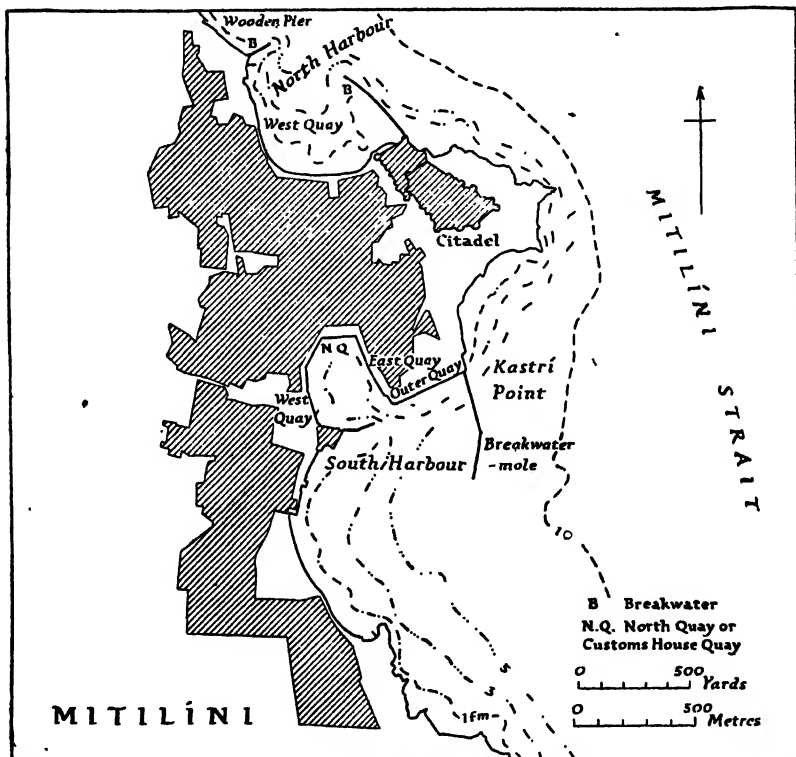 Wooden Pier
B
North Harbour
B
West Quay
Citadel
MITILÍNI
STRAIT
N.Q.
East Quay
Outer Quay
Kastrí
Point
West
Quay
Breakwater
-mole
South Harbour
10
B Breakwater
N.Q. North Quay or
Customs House Quay
0 500
Yards
0 500
Metres
5
3
1fm
MITILÍNI